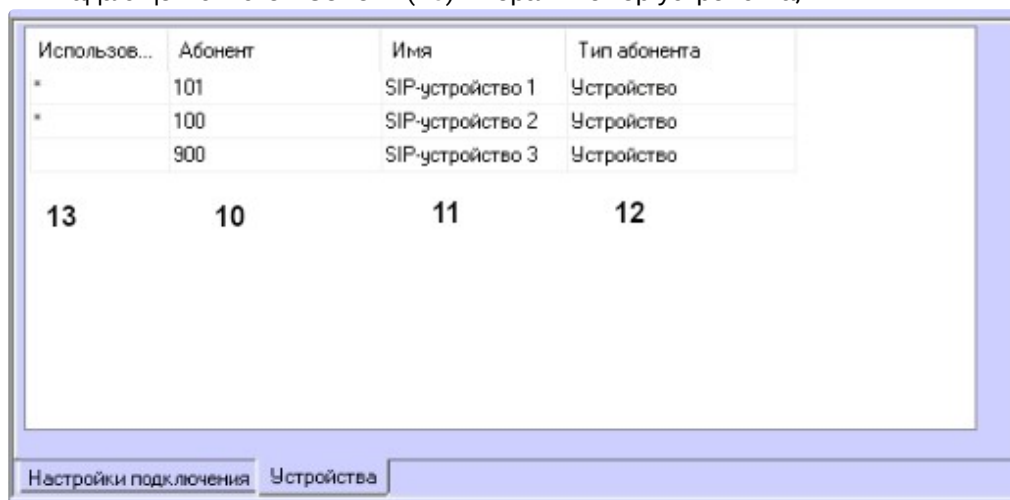 Использов... Абонент Имя Тип абонента
* 101 SIP-устройство 1 Устройство
* 100 SIP-устройство 2 Устройство
900 SIP-устройство 3 Устройство
13 10 11 12
Настройки подключения Устройства